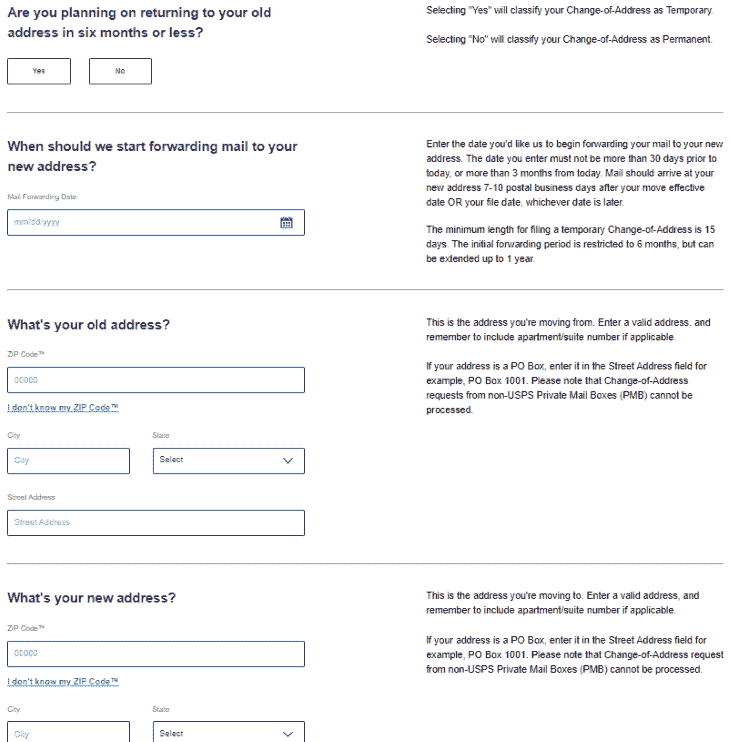 Are you planning on returning to your old
address in six months or less?
Yes
No
Selecting "Yes" will classify your Change-of-Address as Temporary.
Selecting "No" will classify your Change-of-Address as Permanent.
When should we start forwarding mail to your
new address?
Mail Forwarding Date
mm/dd/yyyy
Enter the date you'd like us to begin forwarding your mail to your new
address. The date you enter must not be more than 30 days prior to
today, or more than 3 months from today. Mail should arrive at your
new address 7-10 postal business days after your move effective
date OR your file date, whichever date is later.
The minimum length for filing a temporary Change-of-Address is 15
days. The initial forwarding period is restricted to 6 months, but can
be extended up to 1 year.
What's your old address?
ZIP Code™
00000
I don't know my ZIP Code™
City
State
City
Select
Street Address
Street Address
This is the address you're moving from. Enter a valid address, and
remember to include apartment/suite number if applicable.
If your address is a PO Box, enter it in the Street Address field for
example, PO Box 1001. Please note that Change-of-Address
requests from non-USPS Private Mail Boxes (PMB) cannot be
processed.
What's your new address?
ZIP Code™
00000
I don't know my ZIP Code™
City
State
City
Select
This is the address you're moving to. Enter a valid address, and
remember to include apartment/suite number if applicable.
If your address is a PO Box, enter it in the Street Address field for
example, PO Box 1001. Please note that Change-of-Address request
from non-USPS Private Mail Boxes (PMB) cannot be processed.